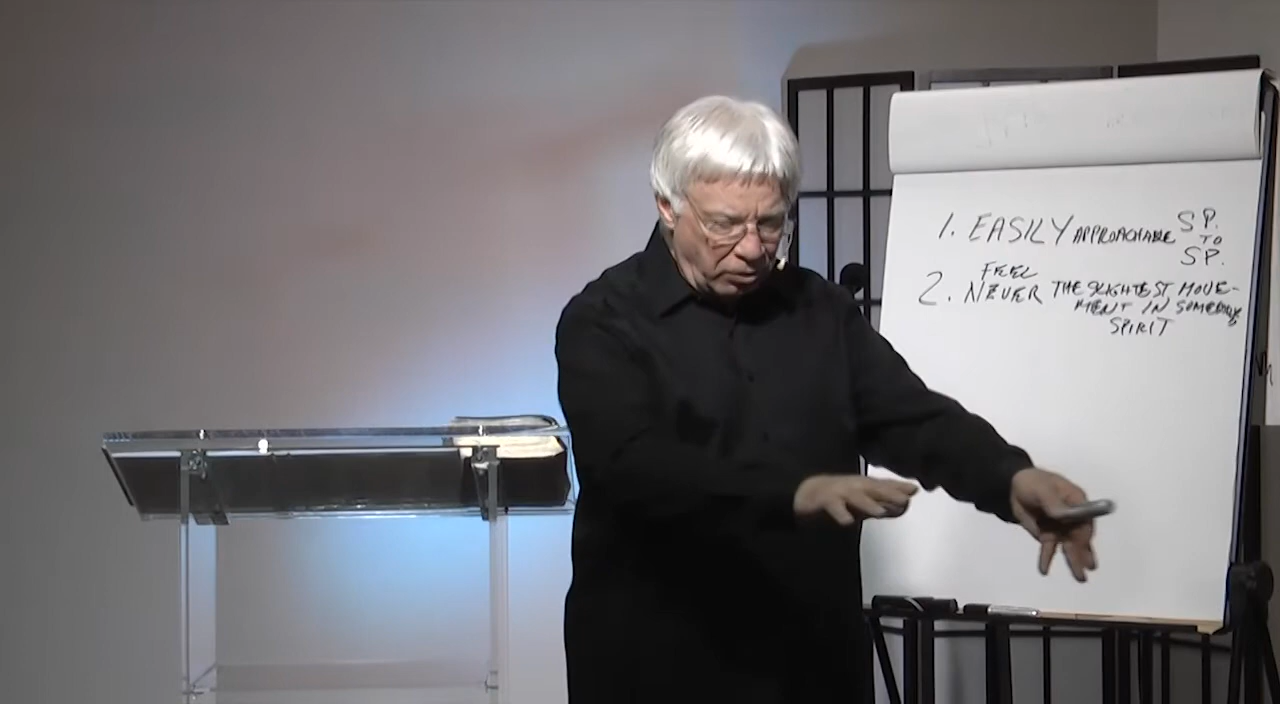 1. EASILY APPROACHABLE SP.
TO
SP.
FEEL
2. NEVER THE SLIGHTEST MOVE-
MENT IN SOMEBODY'S
SPIRIT